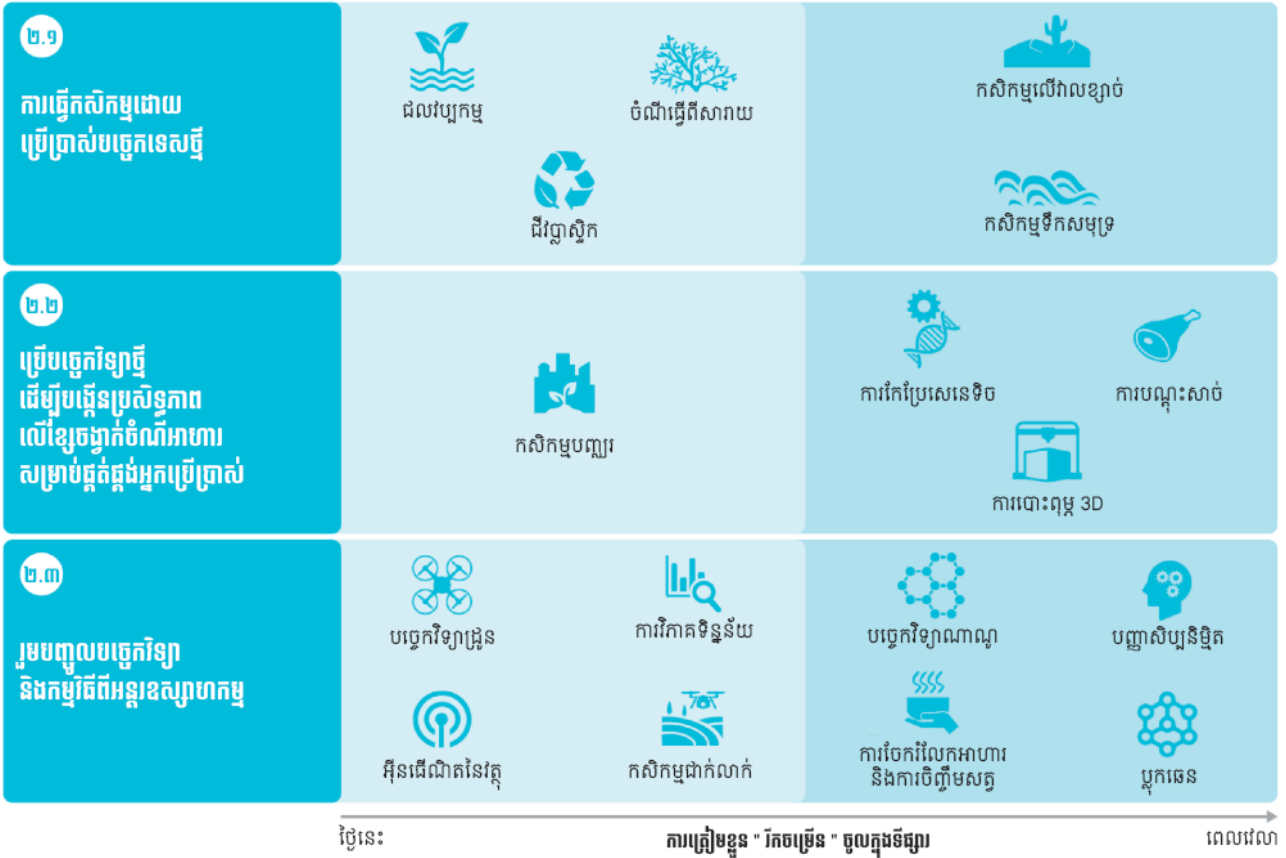 ២.១
ការធ្វើកសិកម្មដោយ
ប្រើប្រាស់បច្ចេកទេសថ្មី
ជលវប្បកម្ម
ចំណីធ្វើពីសារាយ
ជីវប្លាស្ទិក
កសិកម្មលើវាលខ្សាច់
កសិកម្មទឹកសមុទ្រ
២.២
ប្រើបច្ចេកវិទ្យាថ្មី
ដើម្បីបង្កើនប្រសិទ្ធភាព
លើខ្សែចង្វាក់ចំណីអាហារ
សម្រាប់ផ្គត់ផ្គង់អ្នកប្រើប្រាស់
កសិកម្មបញ្ឈរ
ការកែប្រែសេនេទិច
ការបណ្តុះសាច់
ការបោះពុម្ភ 3D
២.៣
រួមបញ្ចូលបច្ចេកវិទ្យា
និងកម្មវិធីពីអន្តរឧស្សាហកម្ម
បច្ចេកវិទ្យាដ្រូន
ការវិភាគទិន្នន័យ
អ៊ីនធើណិតនៃវត្ថុ
កសិកម្មជាក់លាក់
បច្ចេកវិទ្យាណាណូ
បញ្ញាសិប្បនិម្មិត
ការចែករំលែកអាហារ
និងការចិញ្ចឹមសត្វ
ប្លុកឆេន
ថ្ងៃនេះ
ការត្រៀមខ្លួន " រីកចម្រើន " ចូលក្នុងទីផ្សារ
ពេលវេលា